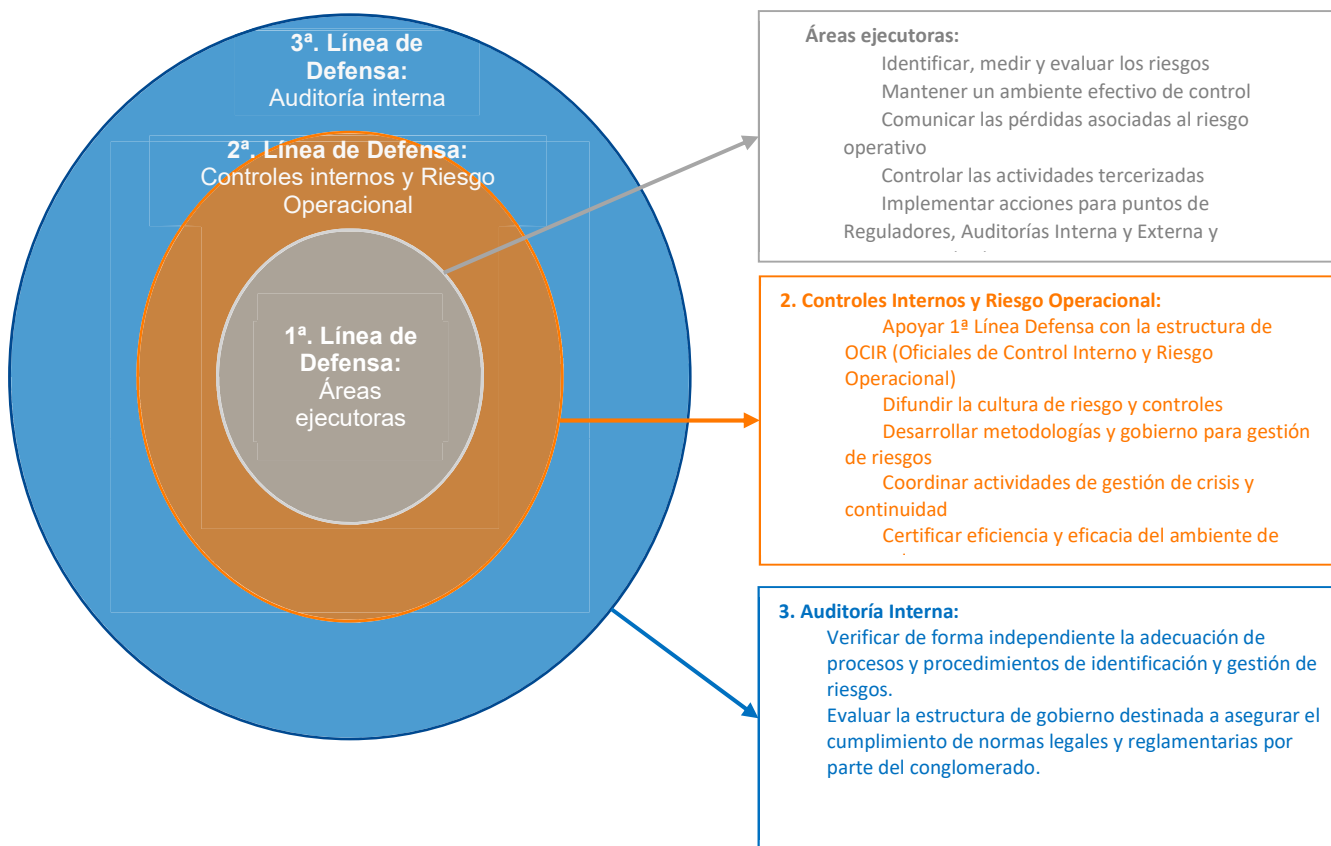 3ª. Línea de
Defensa:
Auditoría interna
2ª. Línea de Defensa:
Controles internos y Riesgo
Operacional
1ª. Línea de
Defensa:
Áreas
ejecutoras
Áreas ejecutoras:
Identificar, medir y evaluar los riesgos
Mantener un ambiente efectivo de control
Comunicar las pérdidas asociadas al riesgo
operativo
Controlar las actividades tercerizadas
Implementar acciones para puntos de
Reguladores, Auditorías Interna y Externa y
2. Controles Internos y Riesgo Operacional:
Apoyar 1ª Línea Defensa con la estructura de
OCIR (Oficiales de Control Interno y Riesgo
Operacional)
Difundir la cultura de riesgo y controles
Desarrollar metodologías y gobierno para gestión
de riesgos
Coordinar actividades de gestión de crisis y
continuidad
Certificar eficiencia y eficacia del ambiente de
3. Auditoría Interna:
Verificar de forma independiente la adecuación de
procesos y procedimientos de identificación y gestión de
riesgos.
Evaluar la estructura de gobierno destinada a asegurar el
cumplimiento de normas legales y reglamentarias por
parte del conglomerado.